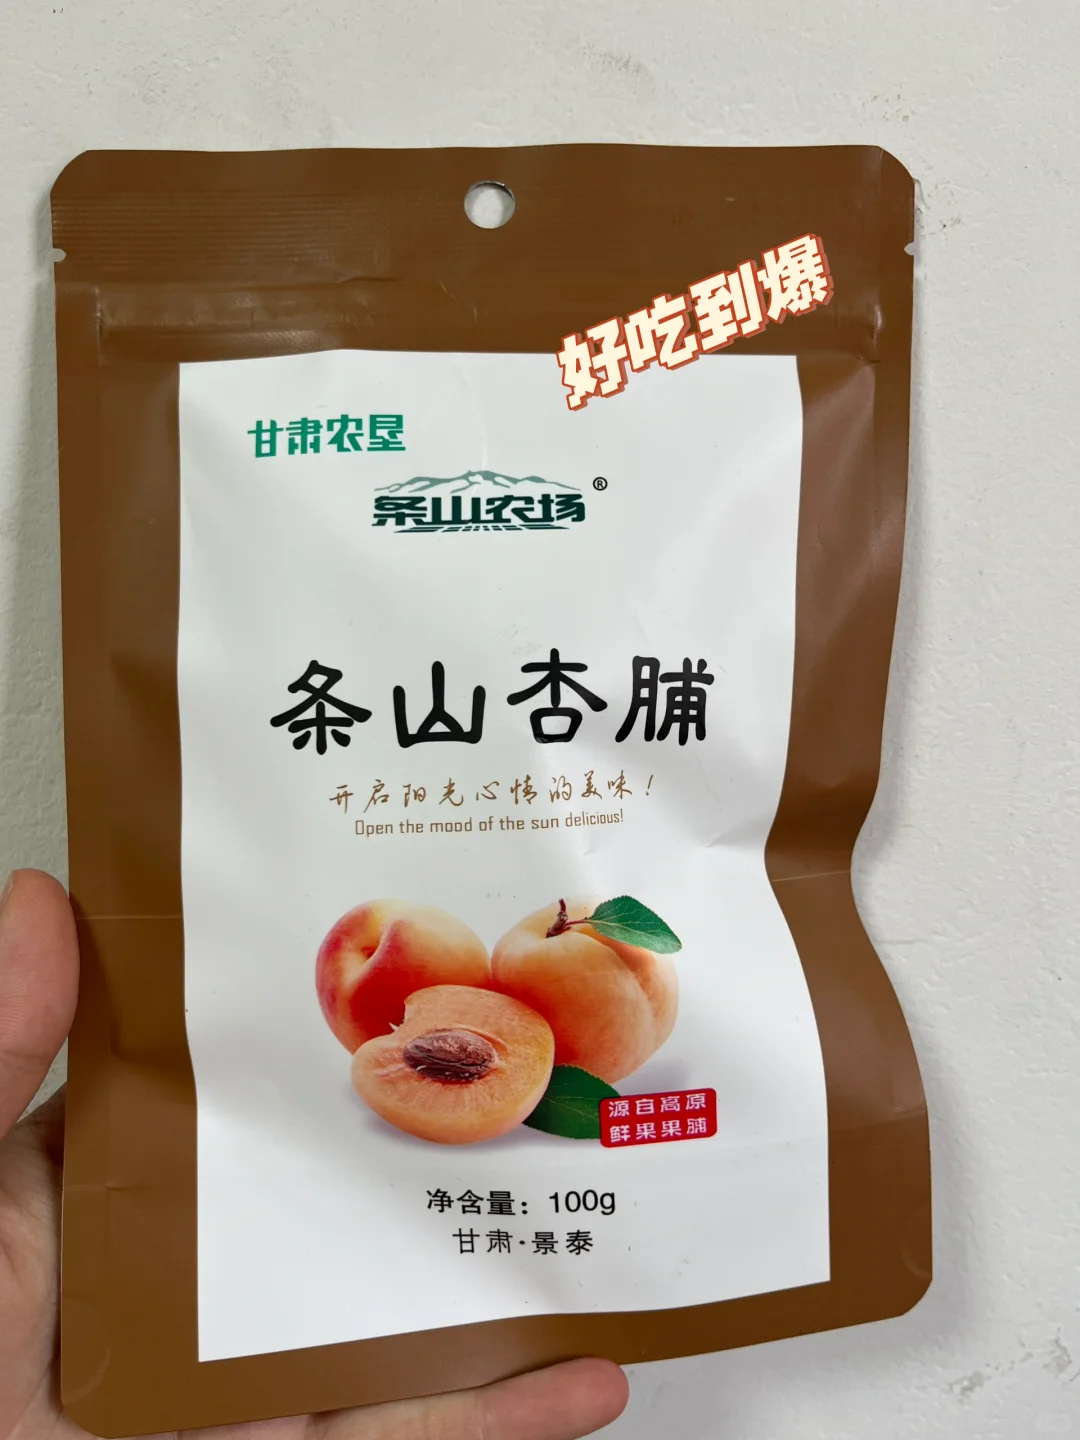 好吃到爆
甘肃农垦
条山农场®
条山杏脯
开启阳光心情的美味！
Open the mood of the sun delicious!
源自高原
鲜果果脯
净含量：100g
甘肃·景泰